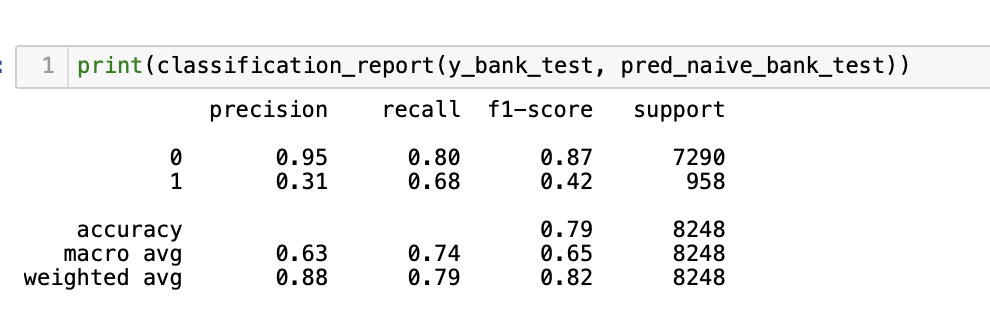 : 1 print(classification_report(y_bank_test, pred_naive_bank_test))
precision recall f1-score support
0 0.95 0.80 0.87 7290
1 0.31 0.68 0.42 958
accuracy 0.79 8248
macro avg 0.63 0.74 0.65 8248
weighted avg 0.88 0.79 0.82 8248